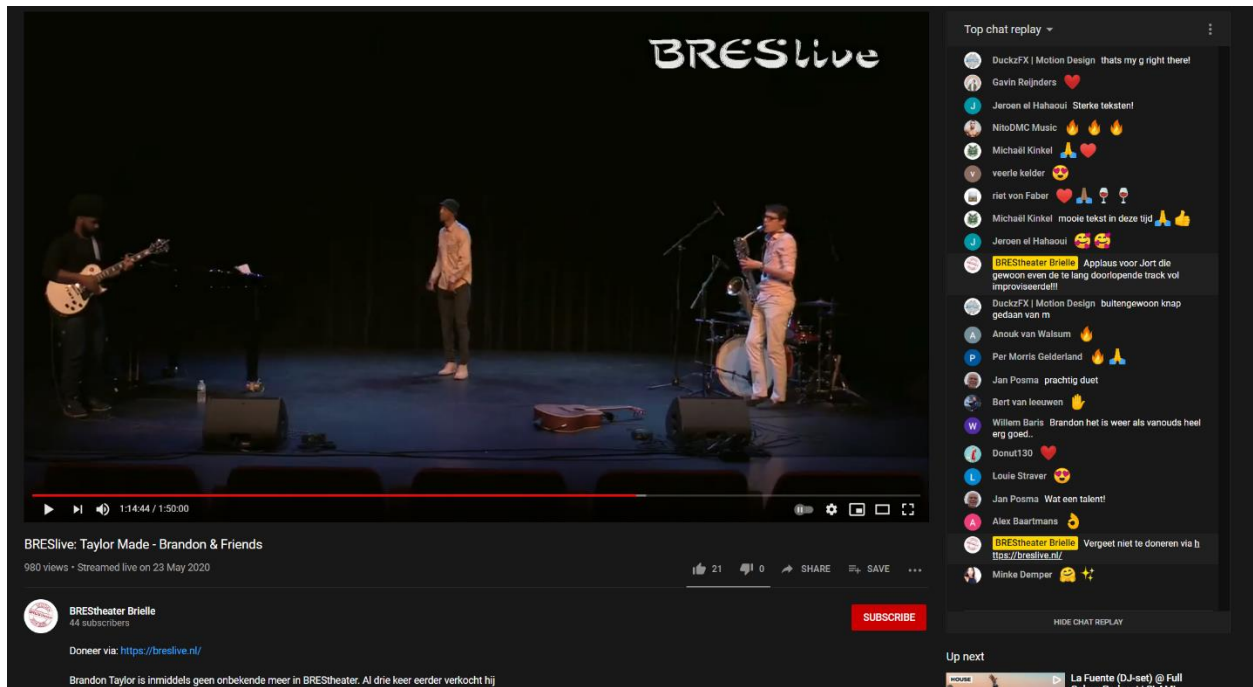 BRESlive
1:14:44 / 1:50:00
BRESlive: Taylor Made - Brandon & Friends
980 views • Streamed live on 23 May 2020
21
0
SHARE
SAVE
BREStheater Brielle
44 subscribers
SUBSCRIBE
Doneer via: https://breslive.nl/
Brandon Taylor is inmiddels geen onbekende meer in BREStheater. Al drie keer eerder verkocht hij
Top chat replay
DuckzFX | Motion Design thats my g right there!
Gavin Reijnders ❤️
J
Jeroen el Hahaoui Sterke teksten!
NitoDMC Music 🔥 🔥 🔥
Michaël Kinkel 🙏 ❤️
v
veerle kelder 😍
riet von Faber ❤️ 🙏🏾 🍷 🍷
Michaël Kinkel mooie tekst in deze tijd 🙏 👍
J
Jeroen el Hahaoui 🥰 🥰
BREStheater Brielle Applaus voor Jort die
gewoon even de te lang doorlopende track vol
improviseerde!!!
DuckzFX | Motion Design buitengewoon knap
gedaan van m
A
Anouk van Walsum 🔥
P
Per Morris Gelderland 🔥 🙏
Jan Posma prachtig duet
Bert van leeuwen ✋
W
Willem Baris Brandon het is weer als vanouds heel
erg goed..
Donut130 ❤️
L
Louie Straver 😍
Jan Posma Wat een talent!
A
Alex Baartmans 👌
BREStheater Brielle Vergeet niet te doneren via h
ttps://breslive.nl/
Minke Demper 🤗 ✨
HIDE CHAT REPLAY
Up next
HOUSE
La Fuente (DJ-set) @ Full